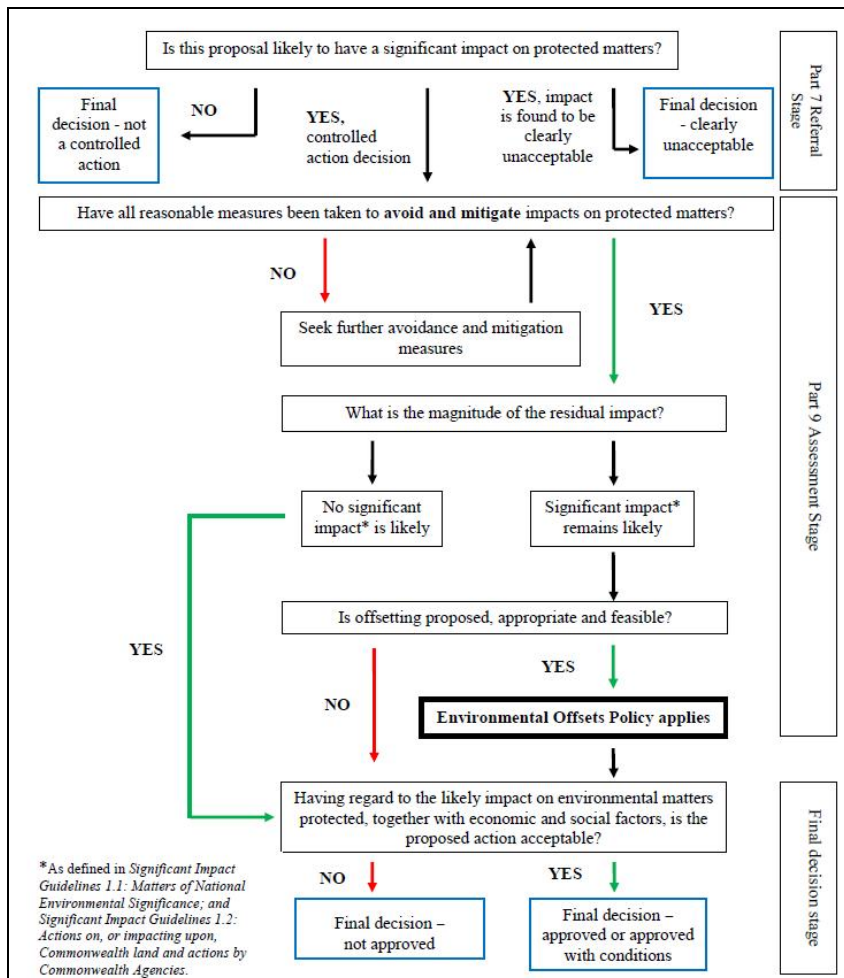 Is this proposal likely to have a significant impact on protected matters?
Part 7 Referral
Stage
Final
decision - not
a controlled
action
NO
YES,
controlled
action decision
YES, impact
is found to be
clearly
unacceptable
Final decision
- clearly
unacceptable
Have all reasonable measures been taken to avoid and mitigate impacts on protected matters?
NO
YES
Seek further avoidance and mitigation
measures
What is the magnitude of the residual impact?
Part 9 Assessment Stage
No significant
impact* is likely
Significant impact*
remains likely
Is offsetting proposed, appropriate and feasible?
YES
NO
YES
Environmental Offsets Policy applies
Having regard to the likely impact on environmental matters
protected, together with economic and social factors, is the
proposed action acceptable?
Final decision stage
*As defined in Significant Impact
Guidelines 1.1: Matters of National
Environmental Significance; and
Significant Impact Guidelines 1.2:
Actions on, or impacting upon,
Commonwealth land and actions by
Commonwealth Agencies.
NO
YES
Final decision –
not approved
Final decision –
approved or approved
with conditions